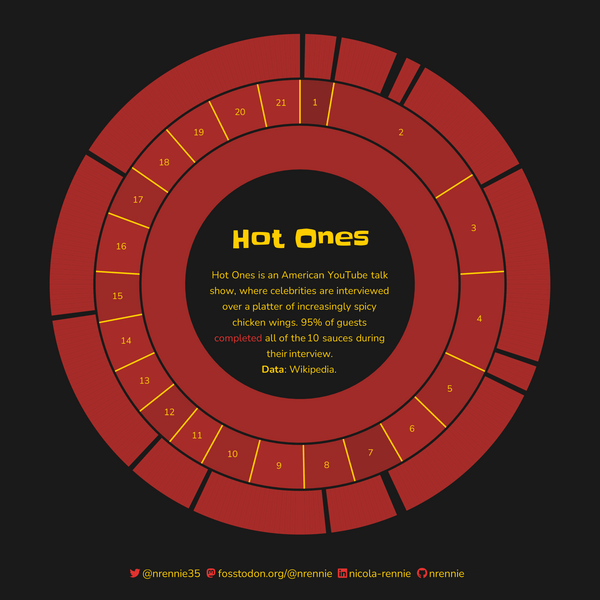 Hot Ones
Hot Ones is an American YouTube talk
show, where celebrities are interviewed
over a platter of increasingly spicy
chicken wings. 95% of guests
completed all of the 10 sauces during
their interview.
Data: Wikipedia.
1
2
3
4
5
6
7
8
9
10
11
12
13
14
15
16
17
18
19
20
21
@nrennie35 fosstodon.org/@nrennie nicola-rennie nrennie